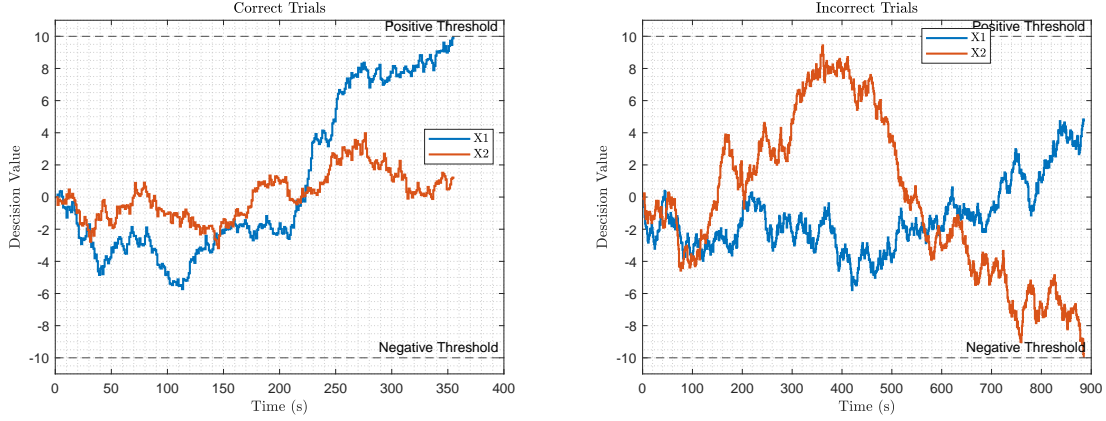 Correct Trials
Positive Threshold
10
8
6
4
2
0
-2
-4
-6
-8
-10
Descision Value
X1
X2
Negative Threshold
0 50 100 150 200 250 300 350 400
Time (s)
Incorrect Trials
Positive Threshold
X1
X2
10
8
6
4
2
0
-2
-4
-6
-8
-10
Descision Value
Negative Threshold
0 100 200 300 400 500 600 700 800 900
Time (s)